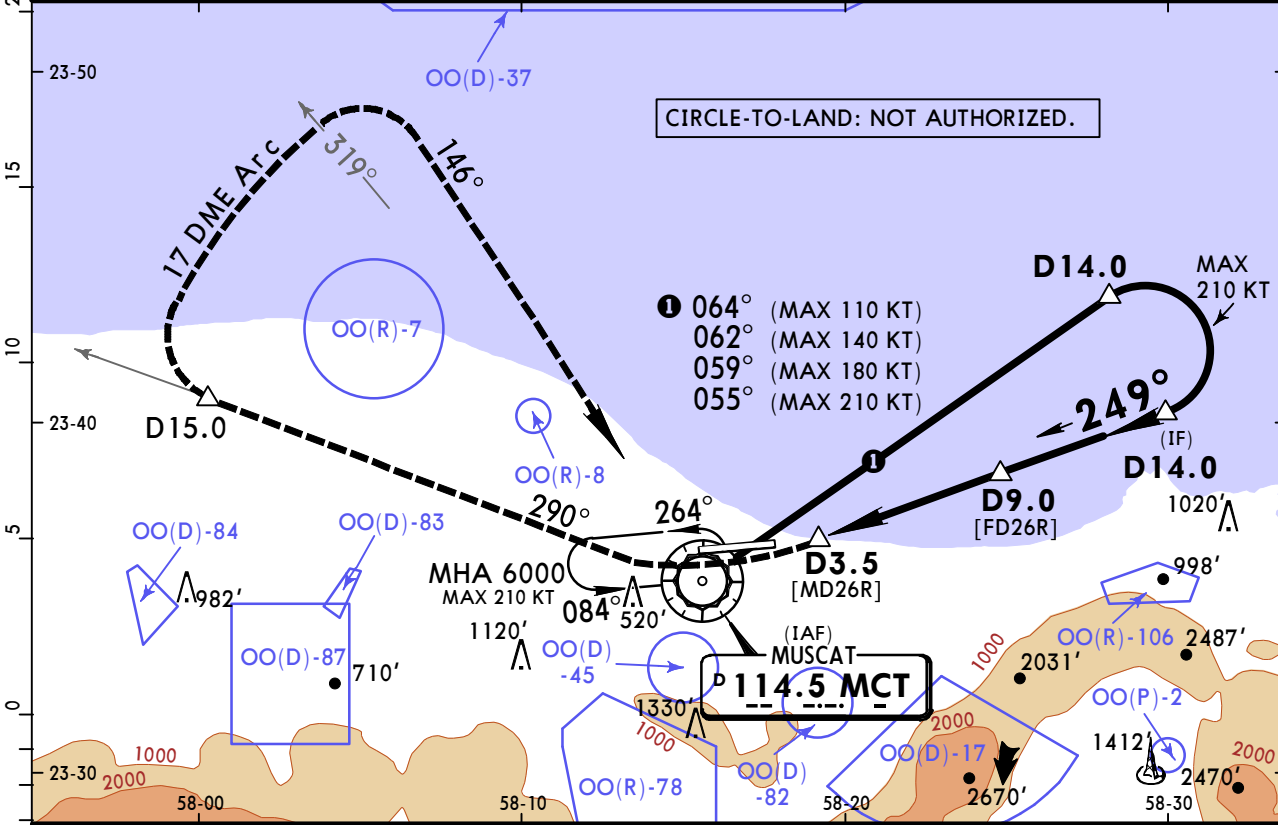 23-50
OO(D)-37
CIRCLE-TO-LAND: NOT AUTHORIZED.
15
17 DME Arc
319°
146°
OO(R)-7
❶ 064° (MAX 110 KT)
062° (MAX 140 KT)
059° (MAX 180 KT)
055° (MAX 210 KT)
D14.0
MAX
210 KT
10
23-40
D15.0
249°
(IF)
D14.0
❶
OO(R)-8
D9.0
[FD26R]
1020'
5
290°
264°
OO(D)-84
OO(D)-83
D3.5
[MD26R]
MHA 6000
MAX 210 KT
084°
520'
982'
998'
1120'
OO(D)
-45
OO(D)-87
710'
(IAF)
MUSCAT
D 114.5 MCT
OO(R)-106
1000
2031'
2487'
0
1330'
1000
OO(P)-2
2000
1412'
OO(D)-17
1000
2000
23-30
OO(R)-78
OO(D)
-82
2670'
2470'
2000
58-00
58-10
58-20
58-30